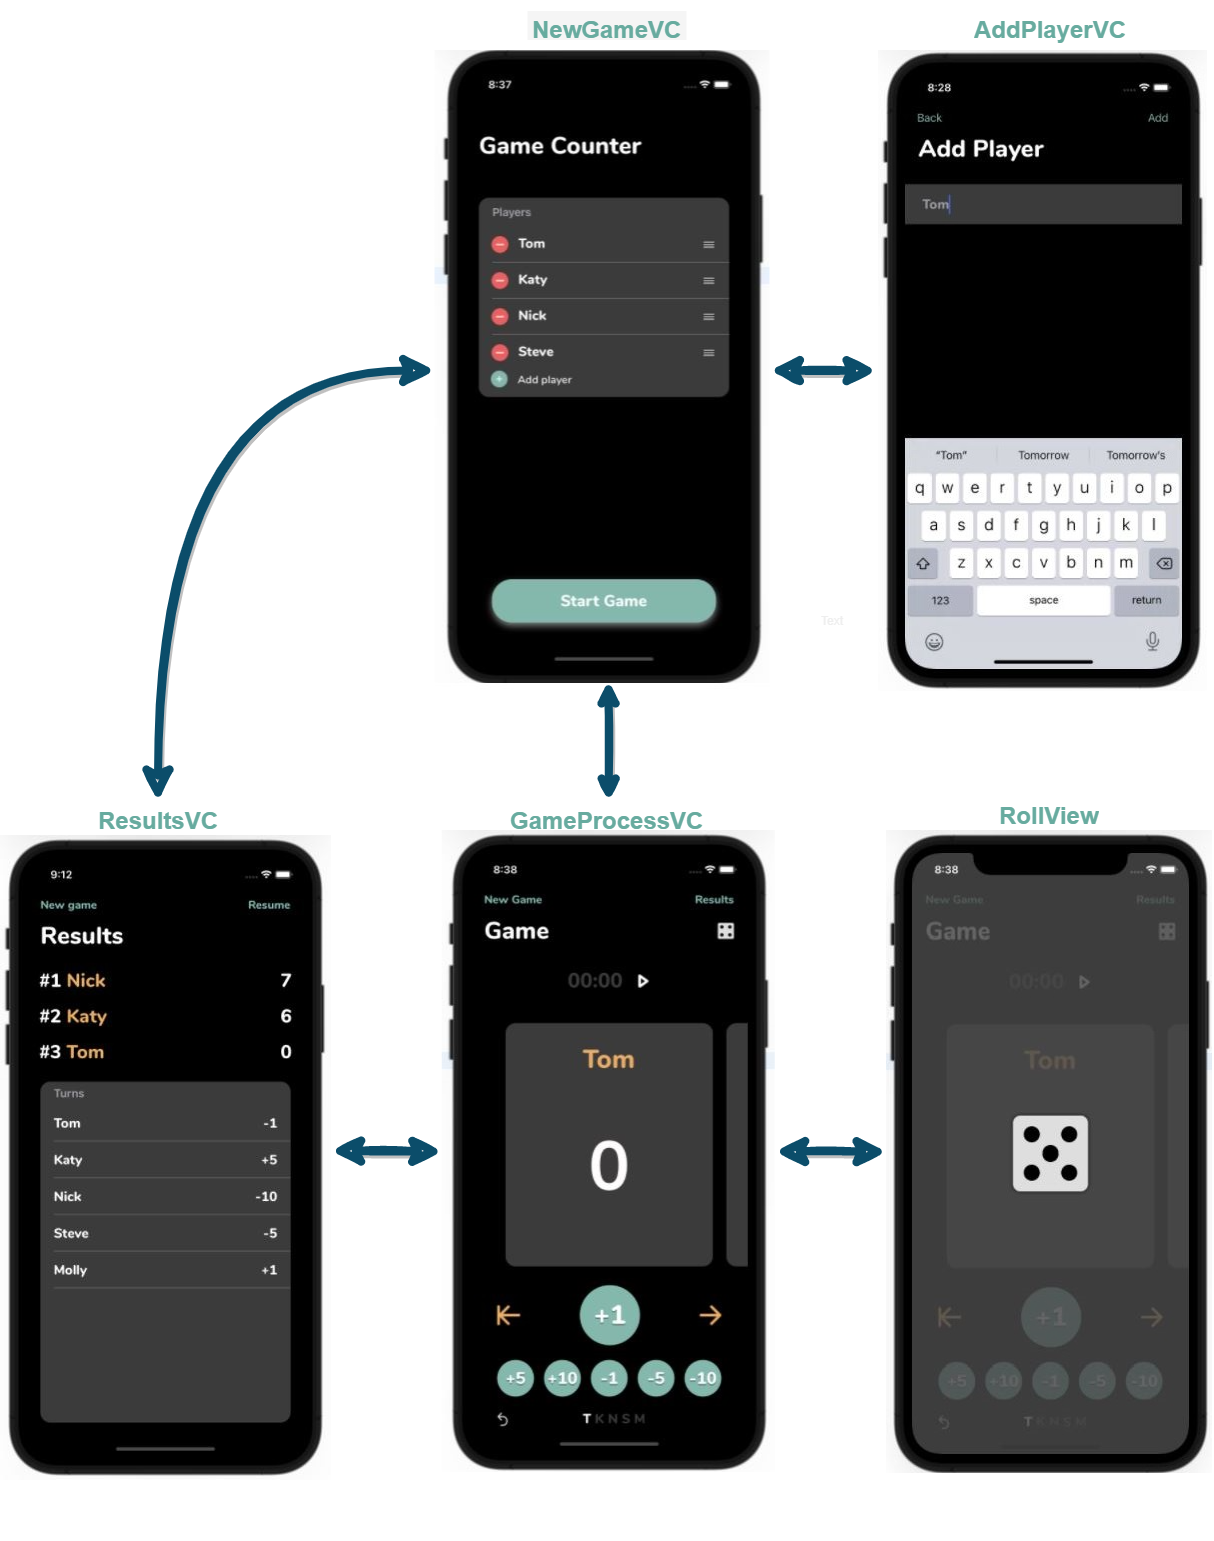 NewGameVC
AddPlayerVC
8:37
Game Counter
Players
Tom
Katy
Nick
Steve
Add player
Start Game
8:28
Back Add
Add Player
Tom
"Tom" Tomorrow Tomorrow's
q w e r t y u i o p
a s d f g h j k l
z x c v b n m
123 space return
Text
ResultsVC
GameProcessVC
RollView
9:12
New game Resume
Results
#1 Nick 7
#2 Katy 6
#3 Tom 0
Turns
Tom -1
Katy +5
Nick -10
Steve -5
Molly +1
8:38
New Game Results
Game
00:00
Tom
0
+1
+5 +10 -1 -5 -10
T K N S M
8:38
New Game Results
Game
00:00
Tom
+1
+5 +10 -1 -5 -10
T K N S M